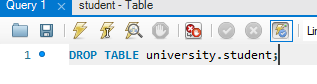 Query 1
student - Table
Lin
1
DROP TABLE university.student;